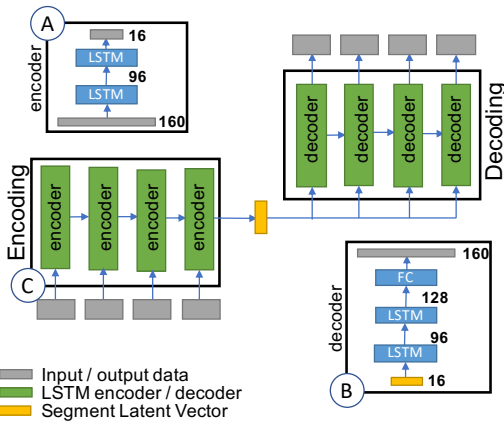 A
encoder
16
LSTM
96
LSTM
160
Encoding
encoder
encoder
encoder
encoder
C
decoder
decoder
decoder
decoder
Decoding
decoder
160
FC
128
LSTM
96
LSTM
16
B
Input / output data
LSTM encoder / decoder
Segment Latent Vector